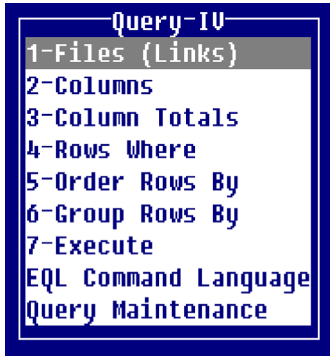 Query-IV
1-Files (Links)
2-Columns
3-Column Totals
4-Rows Where
5-Order Rows By
6-Group Rows By
7-Execute
EQL Command Language
Query Maintenance